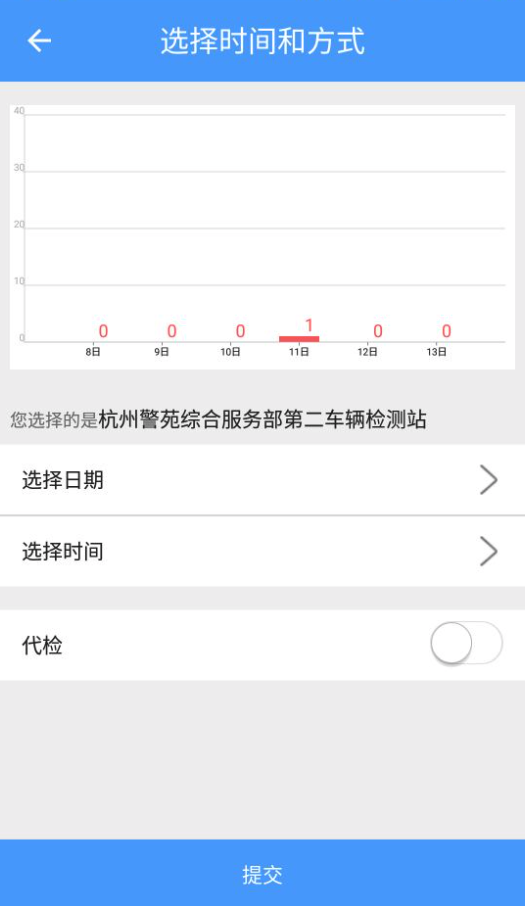 选择时间和方式
40
30
20
10
0
0 0 0 1 0 0
8日 9日 10日 11日 12日 13日
您选择的是杭州警苑综合服务部第二车辆检测站
选择日期
选择时间
代检
提交